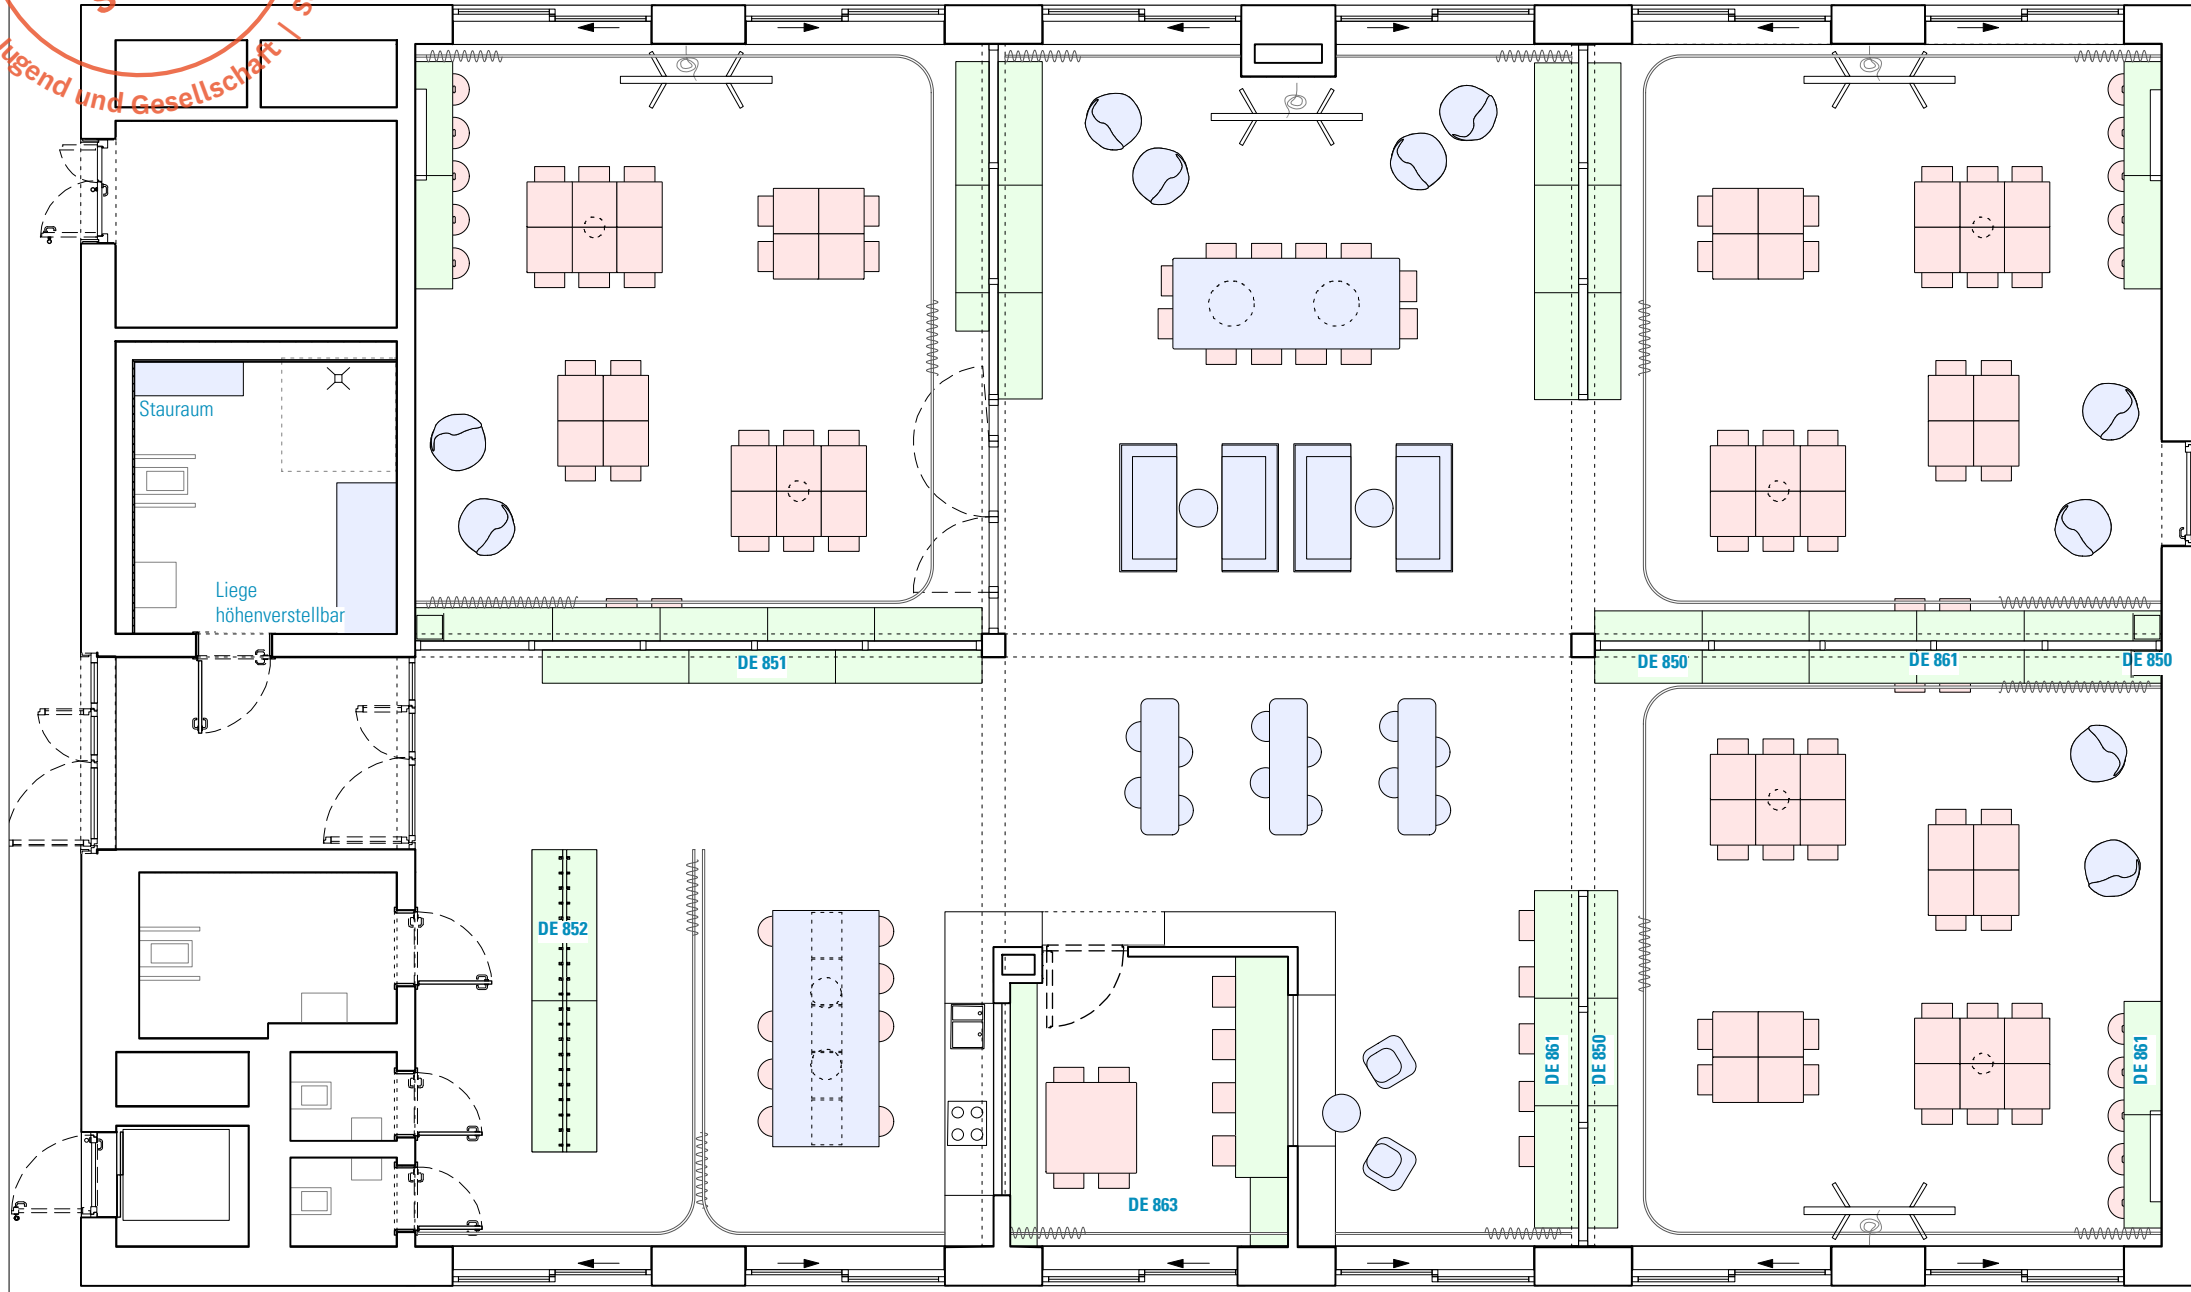 Jugend und Gesellschaft | S
Stauraum
Liege
höhenverstellbar
DE 851
DE 850
DE 861
DE 850
DE 852
DE 861
DE 850
DE 861
DE 863